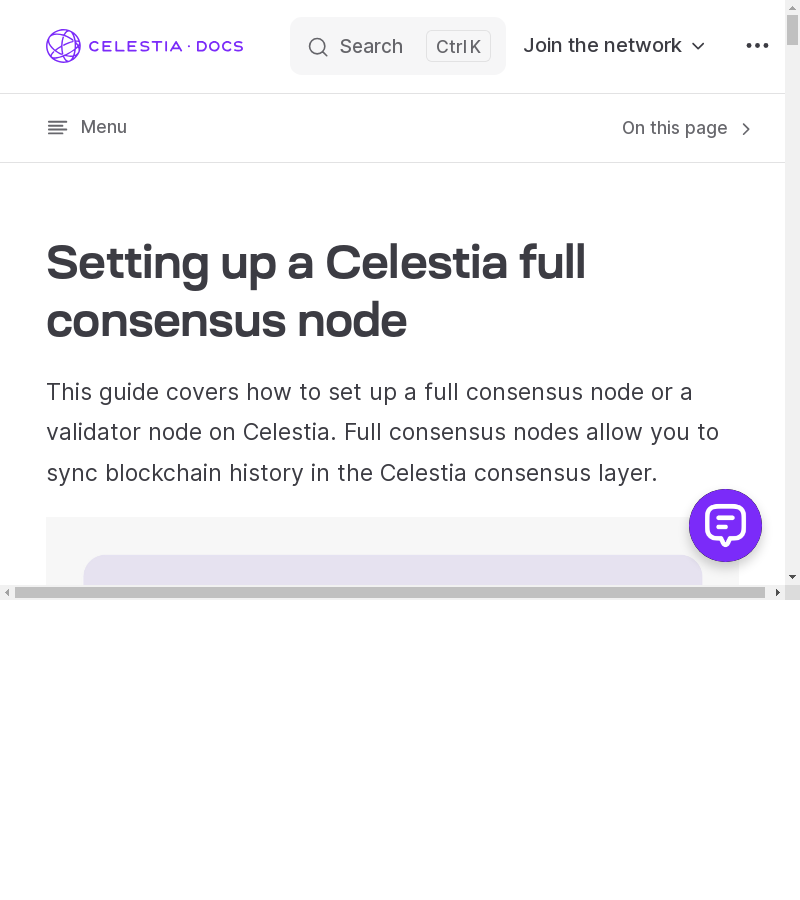 CELESTIA · DOCS
Search
Ctrl K
Join the network
Menu
On this page
Setting up a Celestia full
consensus node
This guide covers how to set up a full consensus node or a
validator node on Celestia. Full consensus nodes allow you to
sync blockchain history in the Celestia consensus layer.